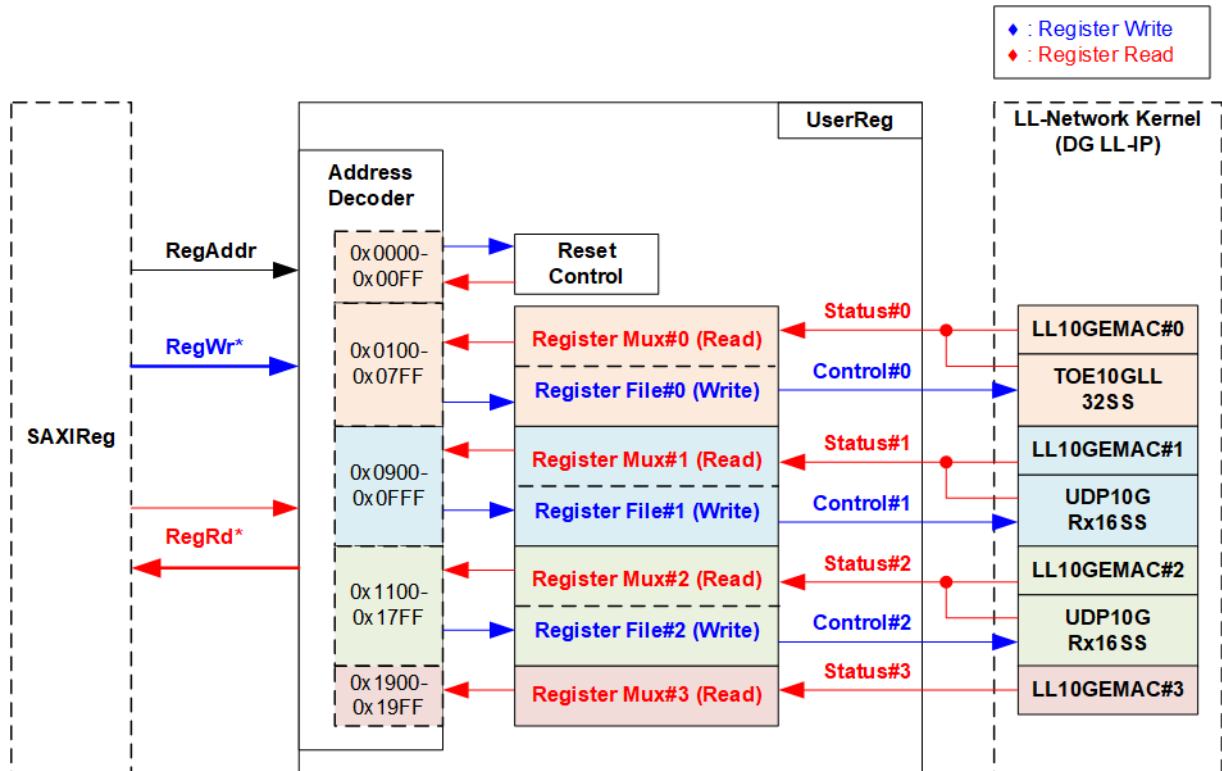 ♦ : Register Write
♦ : Register Read
UserReg
LL-Network Kernel
(DG LL-IP)
Address
Decoder
RegAddr
0x0000-
0x00FF
Reset
Control
RegWr*
0x0100-
0x07FF
Register Mux#0 (Read)
Register File#0 (Write)
Status#0
Control#0
LL10GEMAC#0
TOE10GLL
32SS
SAXIReg
0x0900-
0x0FFF
Register Mux#1 (Read)
Register File#1 (Write)
Status#1
Control#1
LL10GEMAC#1
UDP10G
Rx16SS
RegRd*
0x1100-
0x17FF
Register Mux#2 (Read)
Register File#2 (Write)
Status#2
Control#2
LL10GEMAC#2
UDP10G
Rx16SS
0x1900-
0x19FF
Register Mux#3 (Read)
Status#3
LL10GEMAC#3